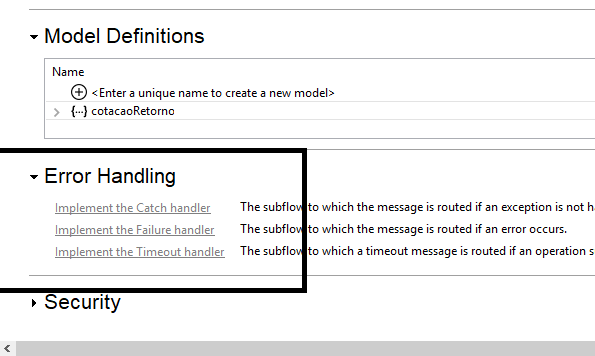 Model Definitions
Name
<Enter a unique name to create a new model>
{...} cotacaoRetorno
Error Handling
Implement the Catch handler The subflow to which the message is routed if an exception is not
Implement the Failure handler The subflow to which the message is routed if an error occurs.
Implement the Timeout handler The subflow to which a timeout message is routed if an operation
Security